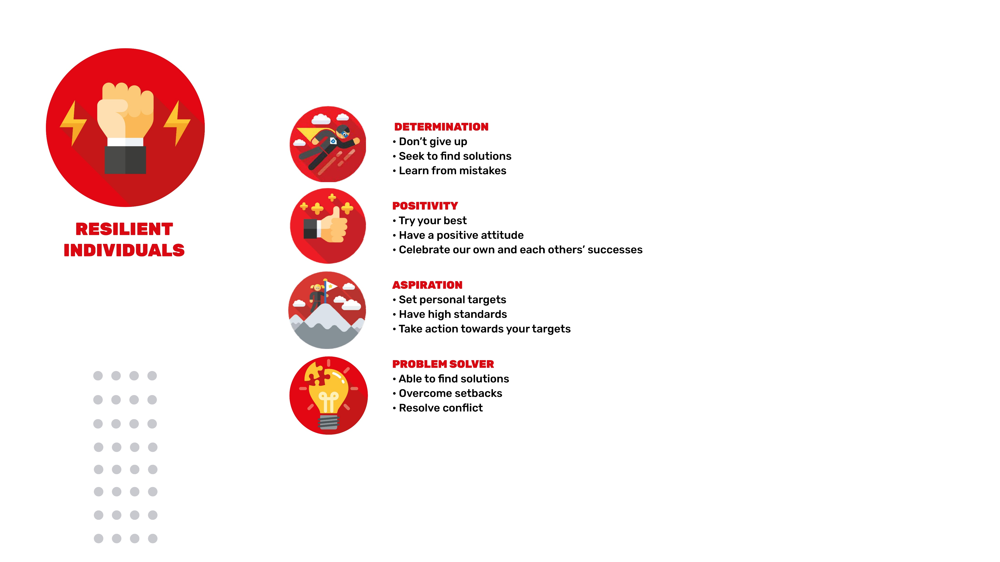 RESILIENT
INDIVIDUALS
DETERMINATION
• Don’t give up
• Seek to find solutions
• Learn from mistakes
POSITIVITY
• Try your best
• Have a positive attitude
• Celebrate our own and each others’ successes
ASPIRATION
• Set personal targets
• Have high standards
• Take action towards your targets
PROBLEM SOLVER
• Able to find solutions
• Overcome setbacks
• Resolve conflict